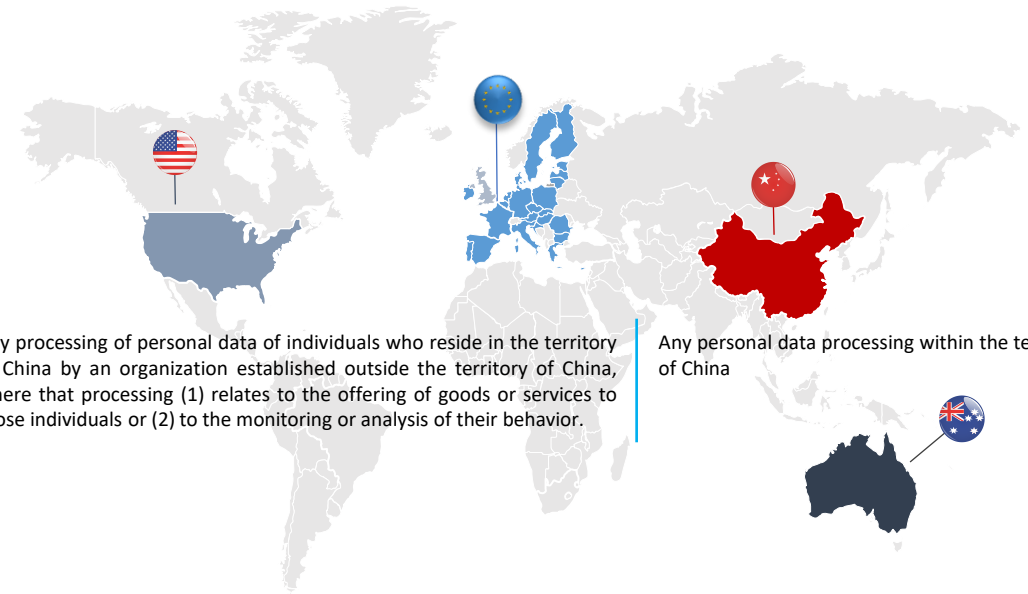 y processing of personal data of individuals who reside in the territory
China by an organization established outside the territory of China,
here that processing (1) relates to the offering of goods or services to
ose individuals or (2) to the monitoring or analysis of their behavior.
Any personal data processing within the te
of China